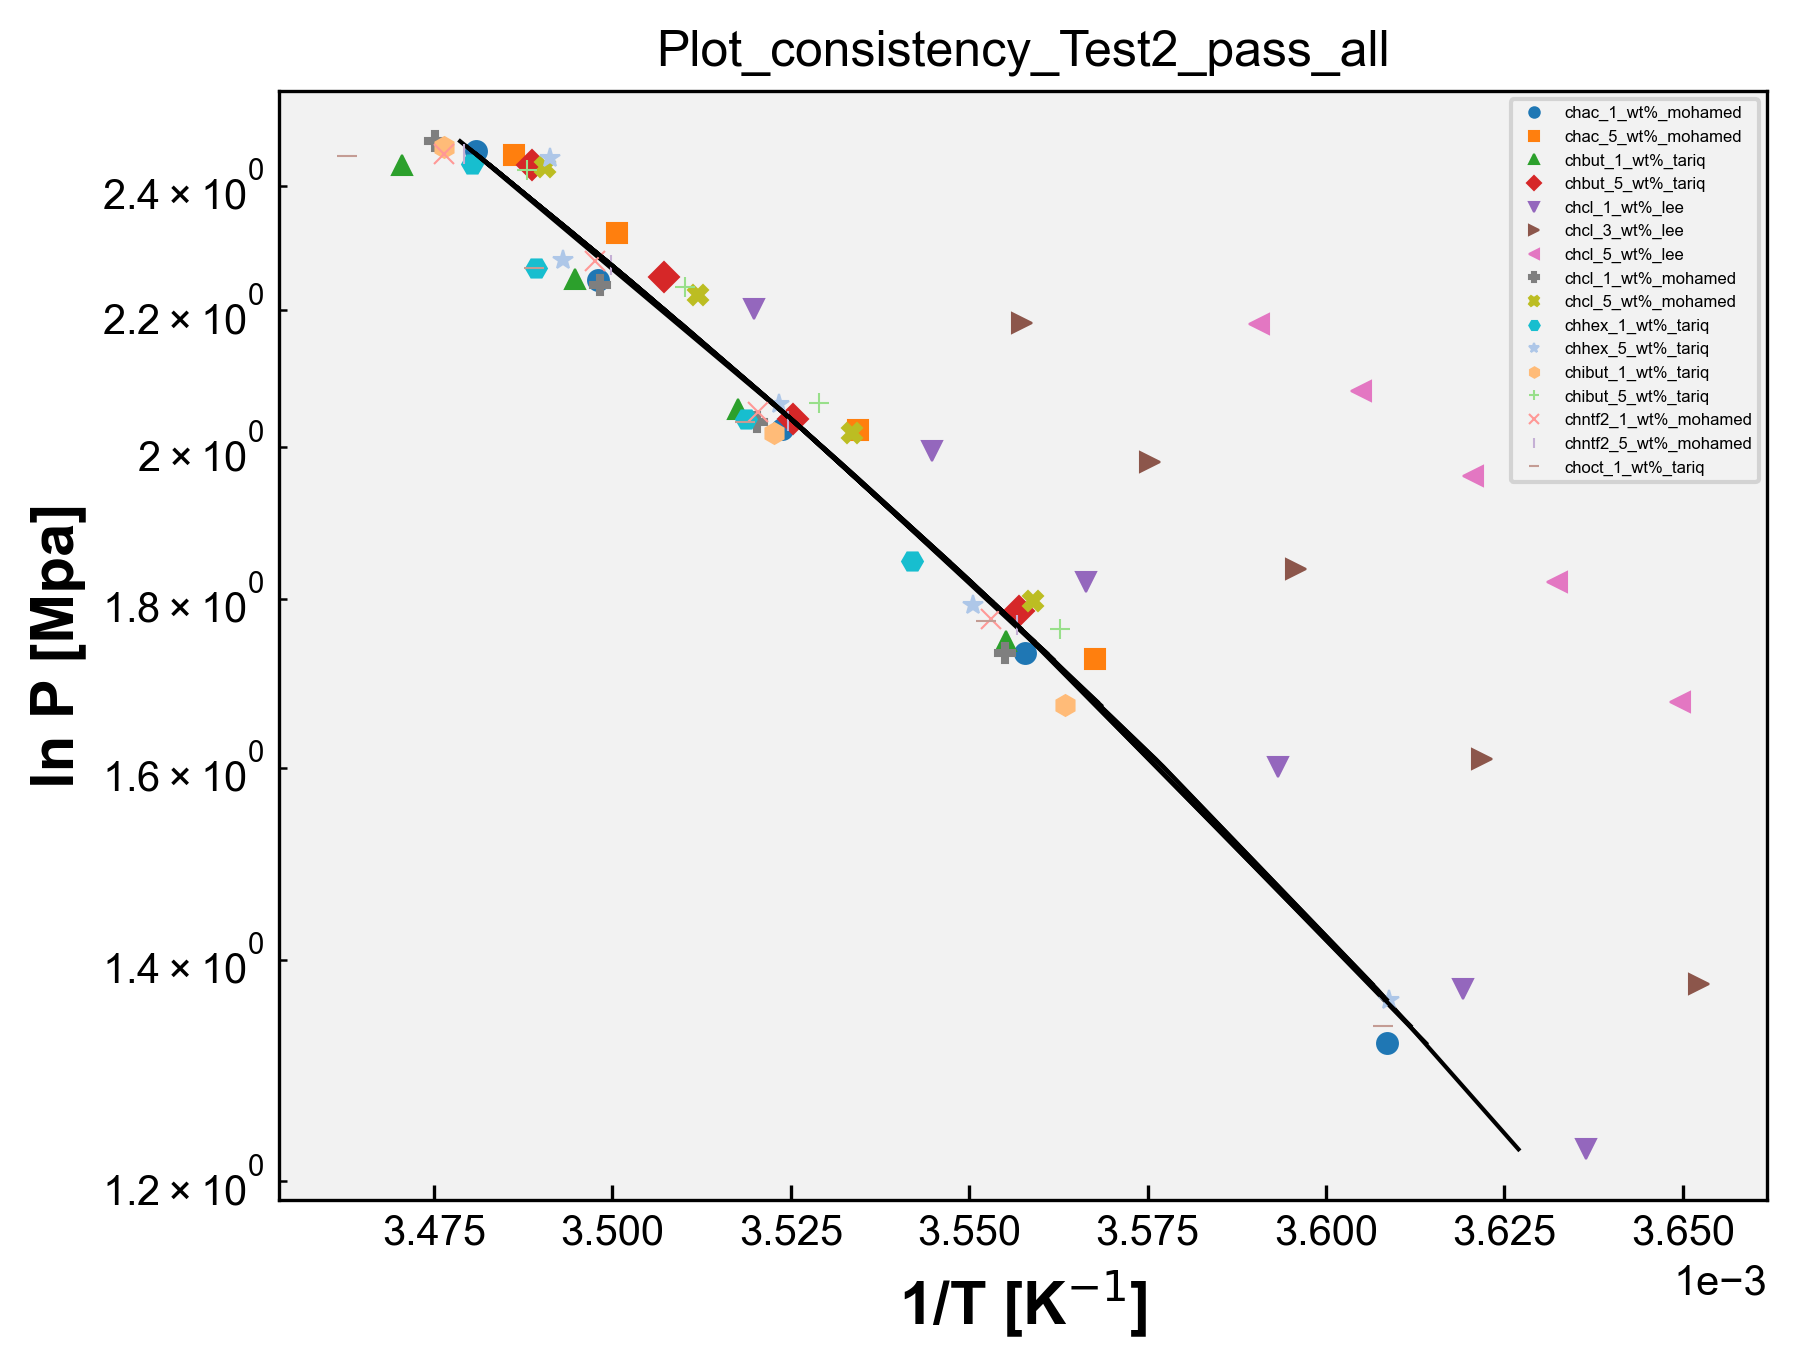 Plot_consistency_Test2_pass_all
chac_1_wt%_mohamed
chac_5_wt%_mohamed
chbut_1_wt%_tariq
chbut_5_wt%_tariq
chcl_1_wt%_lee
chcl_3_wt%_lee
chcl_5_wt%_lee
chcl_1_wt%_mohamed
chcl_5_wt%_mohamed
chhex_1_wt%_tariq
chhex_5_wt%_tariq
chibut_1_wt%_tariq
chibut_5_wt%_tariq
chntf2_1_wt%_mohamed
chntf2_5_wt%_mohamed
choct_1_wt%_tariq
2.4 × 10⁰
2.2 × 10⁰
2 × 10⁰
1.8 × 10⁰
1.6 × 10⁰
1.4 × 10⁰
1.2 × 10⁰
ln P [Mpa]
3.475 3.500 3.525 3.550 3.575 3.600 3.625 3.650
1e−3
1/T [K⁻¹]